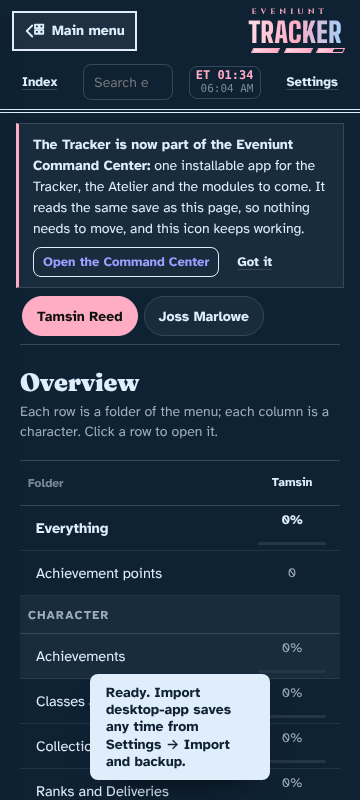 Main menu
EVENIUNT
TRACKER
Index
Search e
ET 01:34
06:04 AM
Settings
The Tracker is now part of the Eveniunt
Command Center: one installable app for the
Tracker, the Atelier and the modules to come. It
reads the same save as this page, so nothing
needs to move, and this icon keeps working.
Open the Command Center
Got it
Tamsin Reed
Joss Marlowe
Overview
Each row is a folder of the menu; each column is a
character. Click a row to open it.
Folder
Tamsin
Everything
0%
Achievement points
0
CHARACTER
Achievements
0%
Classes
0%
Collectio
0%
Ranks and Deliveries
0%
Ready. Import
desktop-app saves
any time from
Settings → Import
and backup.